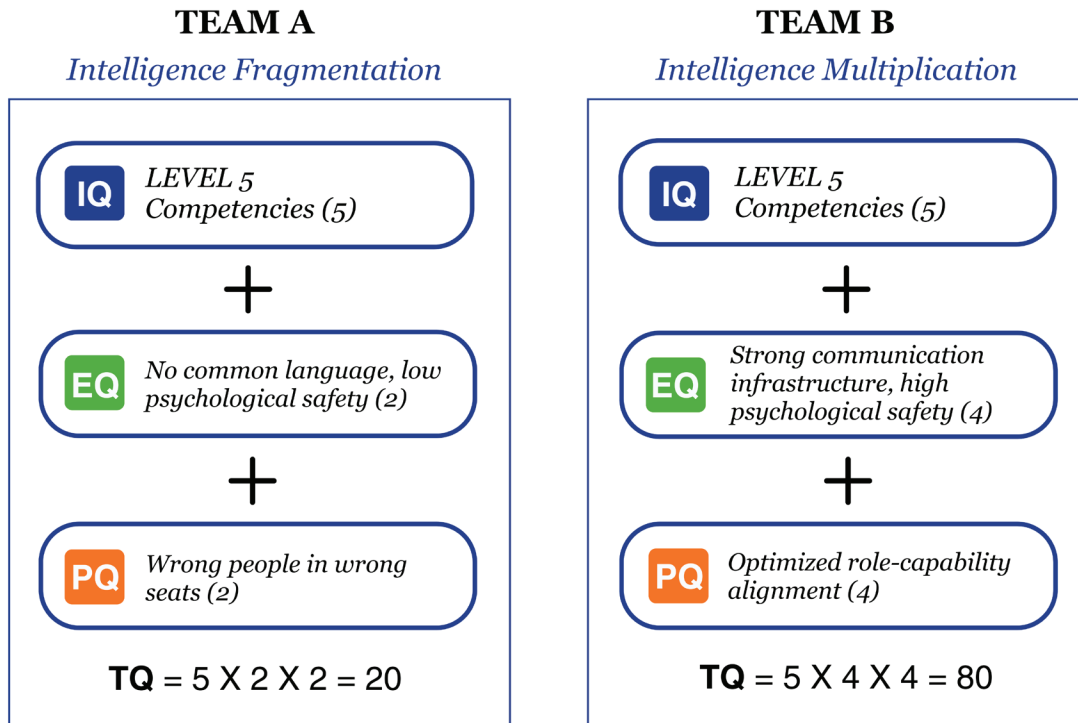 TEAM A
Intelligence Fragmentation
IQ
LEVEL 5
Competencies (5)
+
EQ
No common language, low
psychological safety (2)
+
PQ
Wrong people in wrong
seats (2)
TQ = 5 X 2 X 2 = 20
TEAM B
Intelligence Multiplication
IQ
LEVEL 5
Competencies (5)
+
EQ
Strong communication
infrastructure, high
psychological safety (4)
+
PQ
Optimized role-capability
alignment (4)
TQ = 5 X 4 X 4 = 80